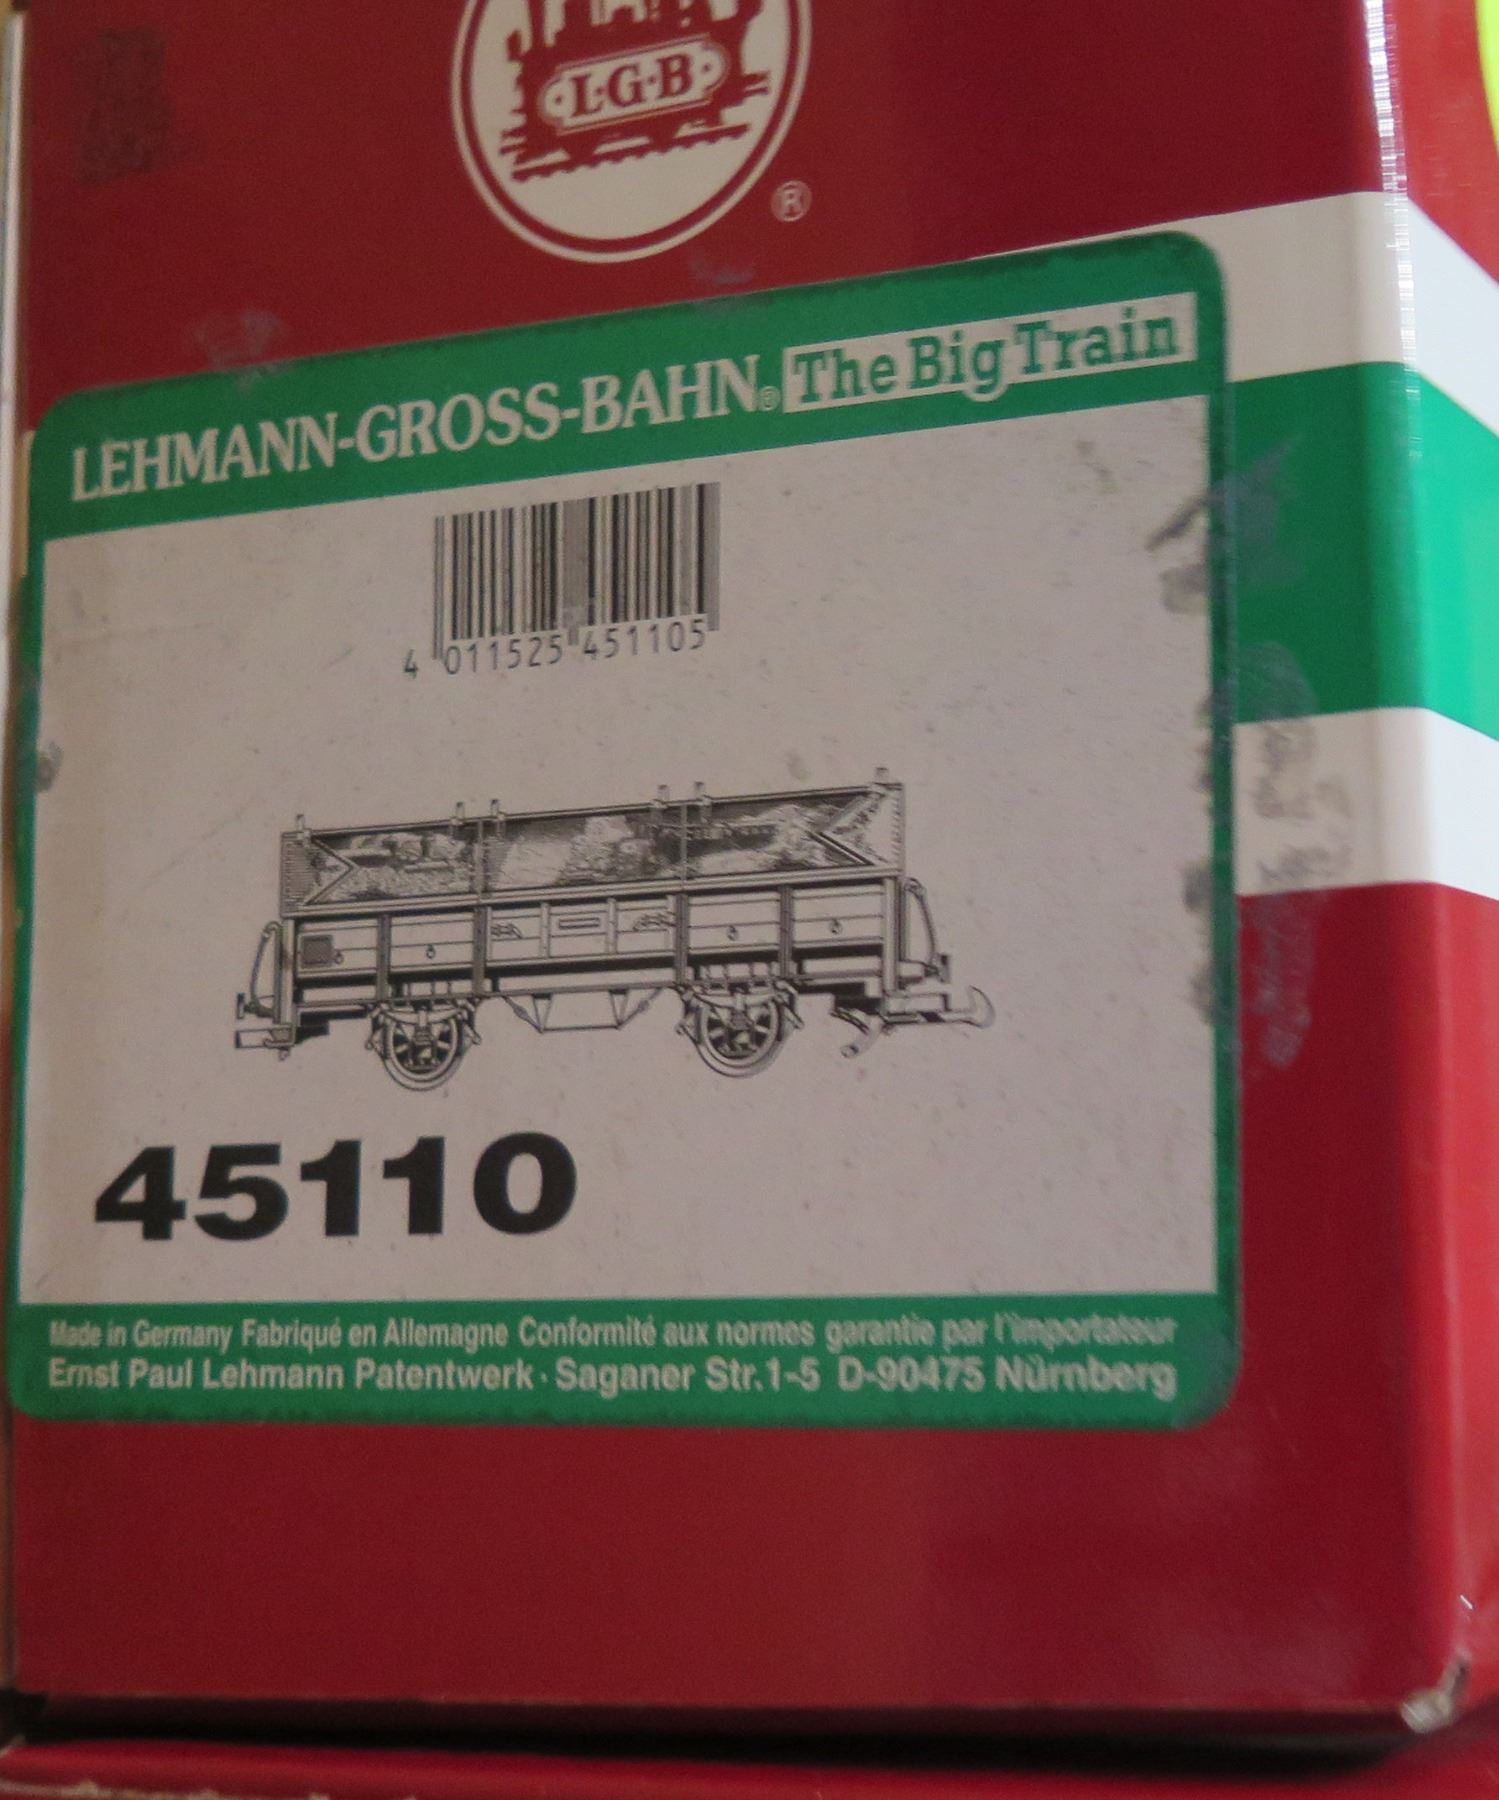 L·G·B
®
LEHMANN-GROSS-BAHN® The Big Train
4 011525 451105
45110
Made in Germany Fabriqué en Allemagne Conformité aux normes garantie par l'importateur
Ernst Paul Lehmann Patentwerk · Saganer Str.1-5 D-90475 Nürnberg